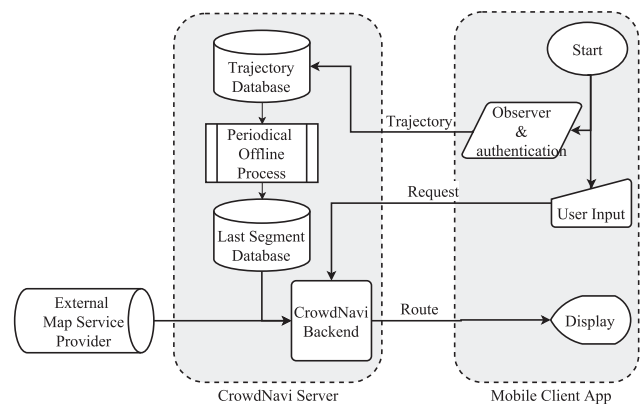 Start
Trajectory
Database
Trajectory
Observer
&
authentication
Periodical
Offline
Process
Request
User Input
Last Segment
Database
External
Map Service
Provider
CrowdNavi
Backend
Route
Display
CrowdNavi Server
Mobile Client App